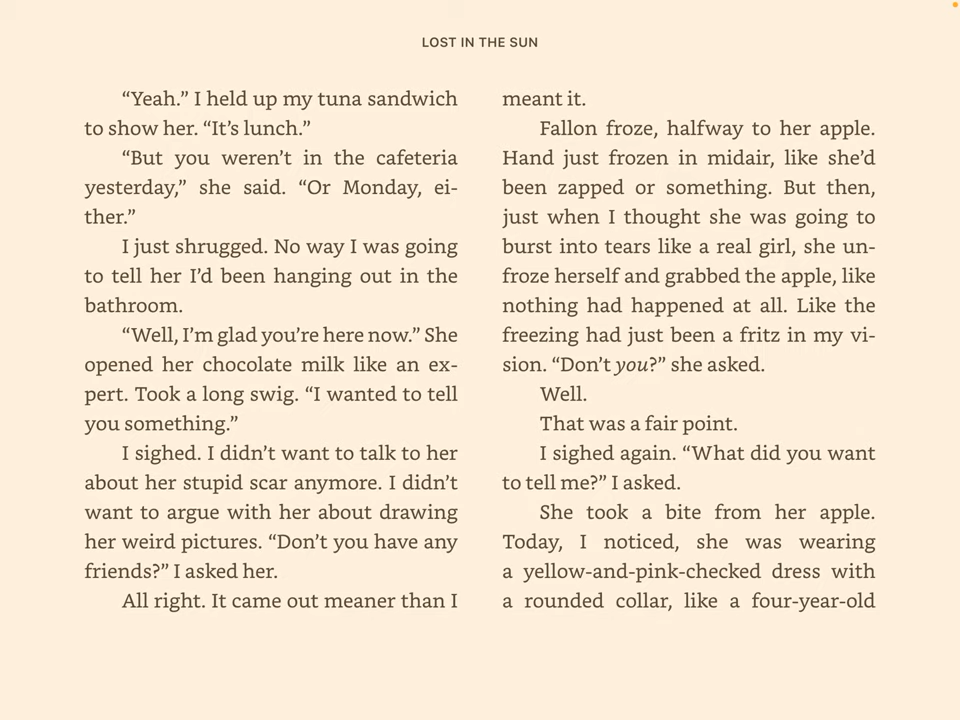 LOST IN THE SUN
“Yeah.” I held up my tuna sandwich
to show her. “It’s lunch.”
“But you weren’t in the cafeteria
yesterday,” she said. “Or Monday, ei-
ther.”
I just shrugged. No way I was going
to tell her I’d been hanging out in the
bathroom.
“Well, I’m glad you’re here now.” She
opened her chocolate milk like an ex-
pert. Took a long swig. “I wanted to tell
you something.”
I sighed. I didn’t want to talk to her
about her stupid scar anymore. I didn’t
want to argue with her about drawing
her weird pictures. “Don’t you have any
friends?” I asked her.
All right. It came out meaner than I
meant it.
Fallon froze, halfway to her apple.
Hand just frozen in midair, like she’d
been zapped or something. But then,
just when I thought she was going to
burst into tears like a real girl, she un-
froze herself and grabbed the apple, like
nothing had happened at all. Like the
freezing had just been a fritz in my vi-
sion. “Don’t you?” she asked.
Well.
That was a fair point.
I sighed again. “What did you want
to tell me?” I asked.
She took a bite from her apple.
Today, I noticed, she was wearing
a yellow-and-pink-checked dress with
a rounded collar, like a four-year-old